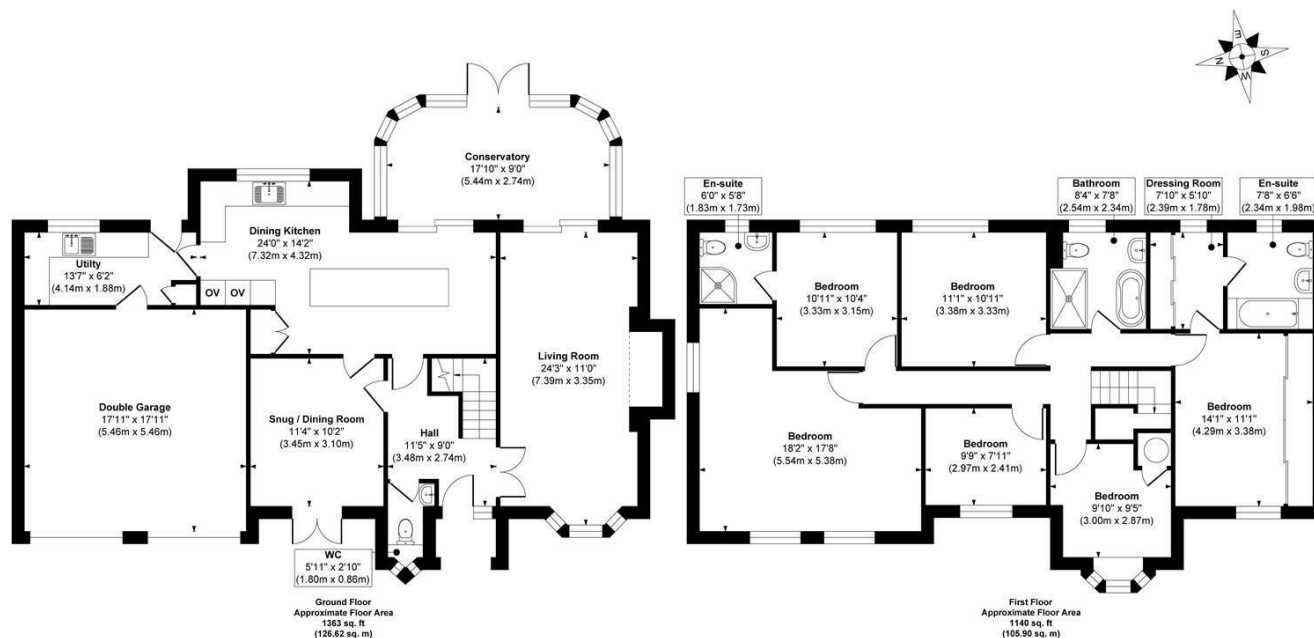 E
S
N
W
Conservatory
17'10" x 9'0"
(5.44m x 2.74m)
Dining Kitchen
24'0" x 14'2"
(7.32m x 4.32m)
Utilty
13'7" x 6'2"
(4.14m x 1.88m)
OV OV
Living Room
24'3" x 11'0"
(7.39m x 3.35m)
Double Garage
17'11" x 17'11"
(5.46m x 5.46m)
Snug / Dining Room
11'4" x 10'2"
(3.45m x 3.10m)
Hall
11'5" x 9'0"
(3.48m x 2.74m)
WC
5'11" x 2'10"
(1.80m x 0.86m)
Ground Floor
Approximate Floor Area
1363 sq. ft
(126.62 sq. m)
En-suite
6'0" x 5'8"
(1.83m x 1.73m)
Bathroom
8'4" x 7'8"
(2.54m x 2.34m)
Dressing Room
7'10" x 5'10"
(2.39m x 1.78m)
En-suite
7'8" x 6'6"
(2.34m x 1.98m)
Bedroom
10'11" x 10'4"
(3.33m x 3.15m)
Bedroom
11'1" x 10'11"
(3.38m x 3.33m)
Bedroom
18'2" x 17'8"
(5.54m x 5.38m)
Bedroom
9'9" x 7'11"
(2.97m x 2.41m)
Bedroom
14'1" x 11'1"
(4.29m x 3.38m)
Bedroom
9'10" x 9'5"
(3.00m x 2.87m)
First Floor
Approximate Floor Area
1140 sq. ft
(105.90 sq. m)